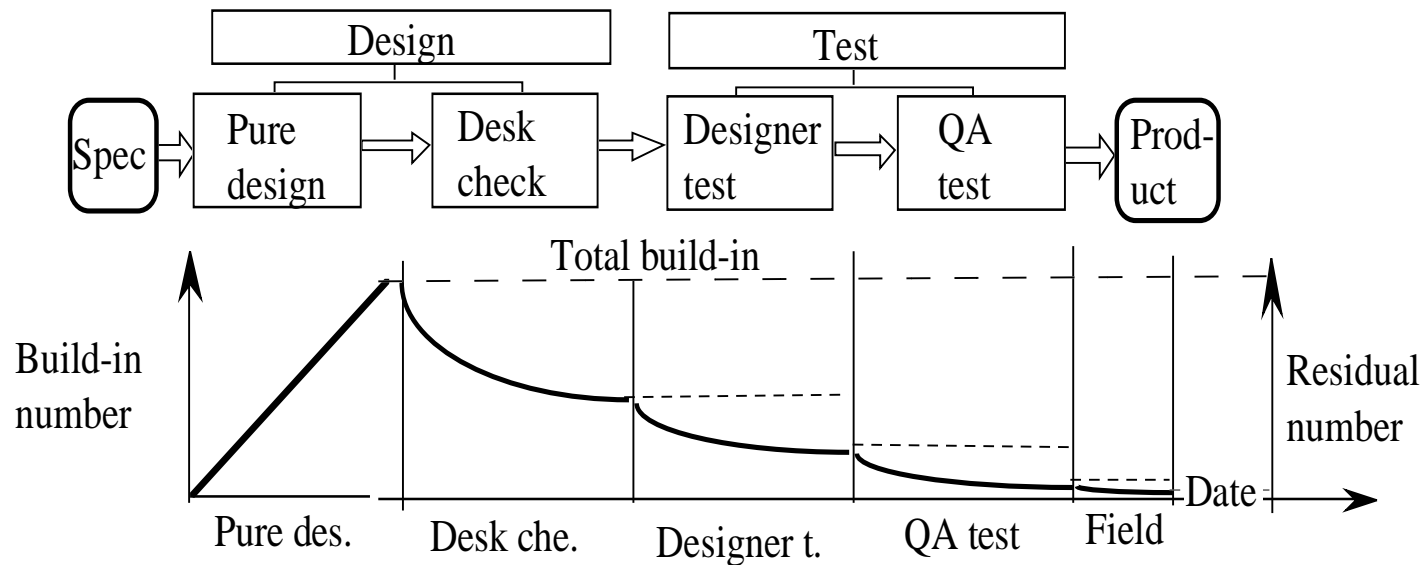 Design
Test
Spec
Pure
design
Desk
check
Designer
test
QA
test
Prod-
uct
Total build-in
Build-in
number
Residual
number
Date
Pure des.
Desk che.
Designer t.
QA test
Field